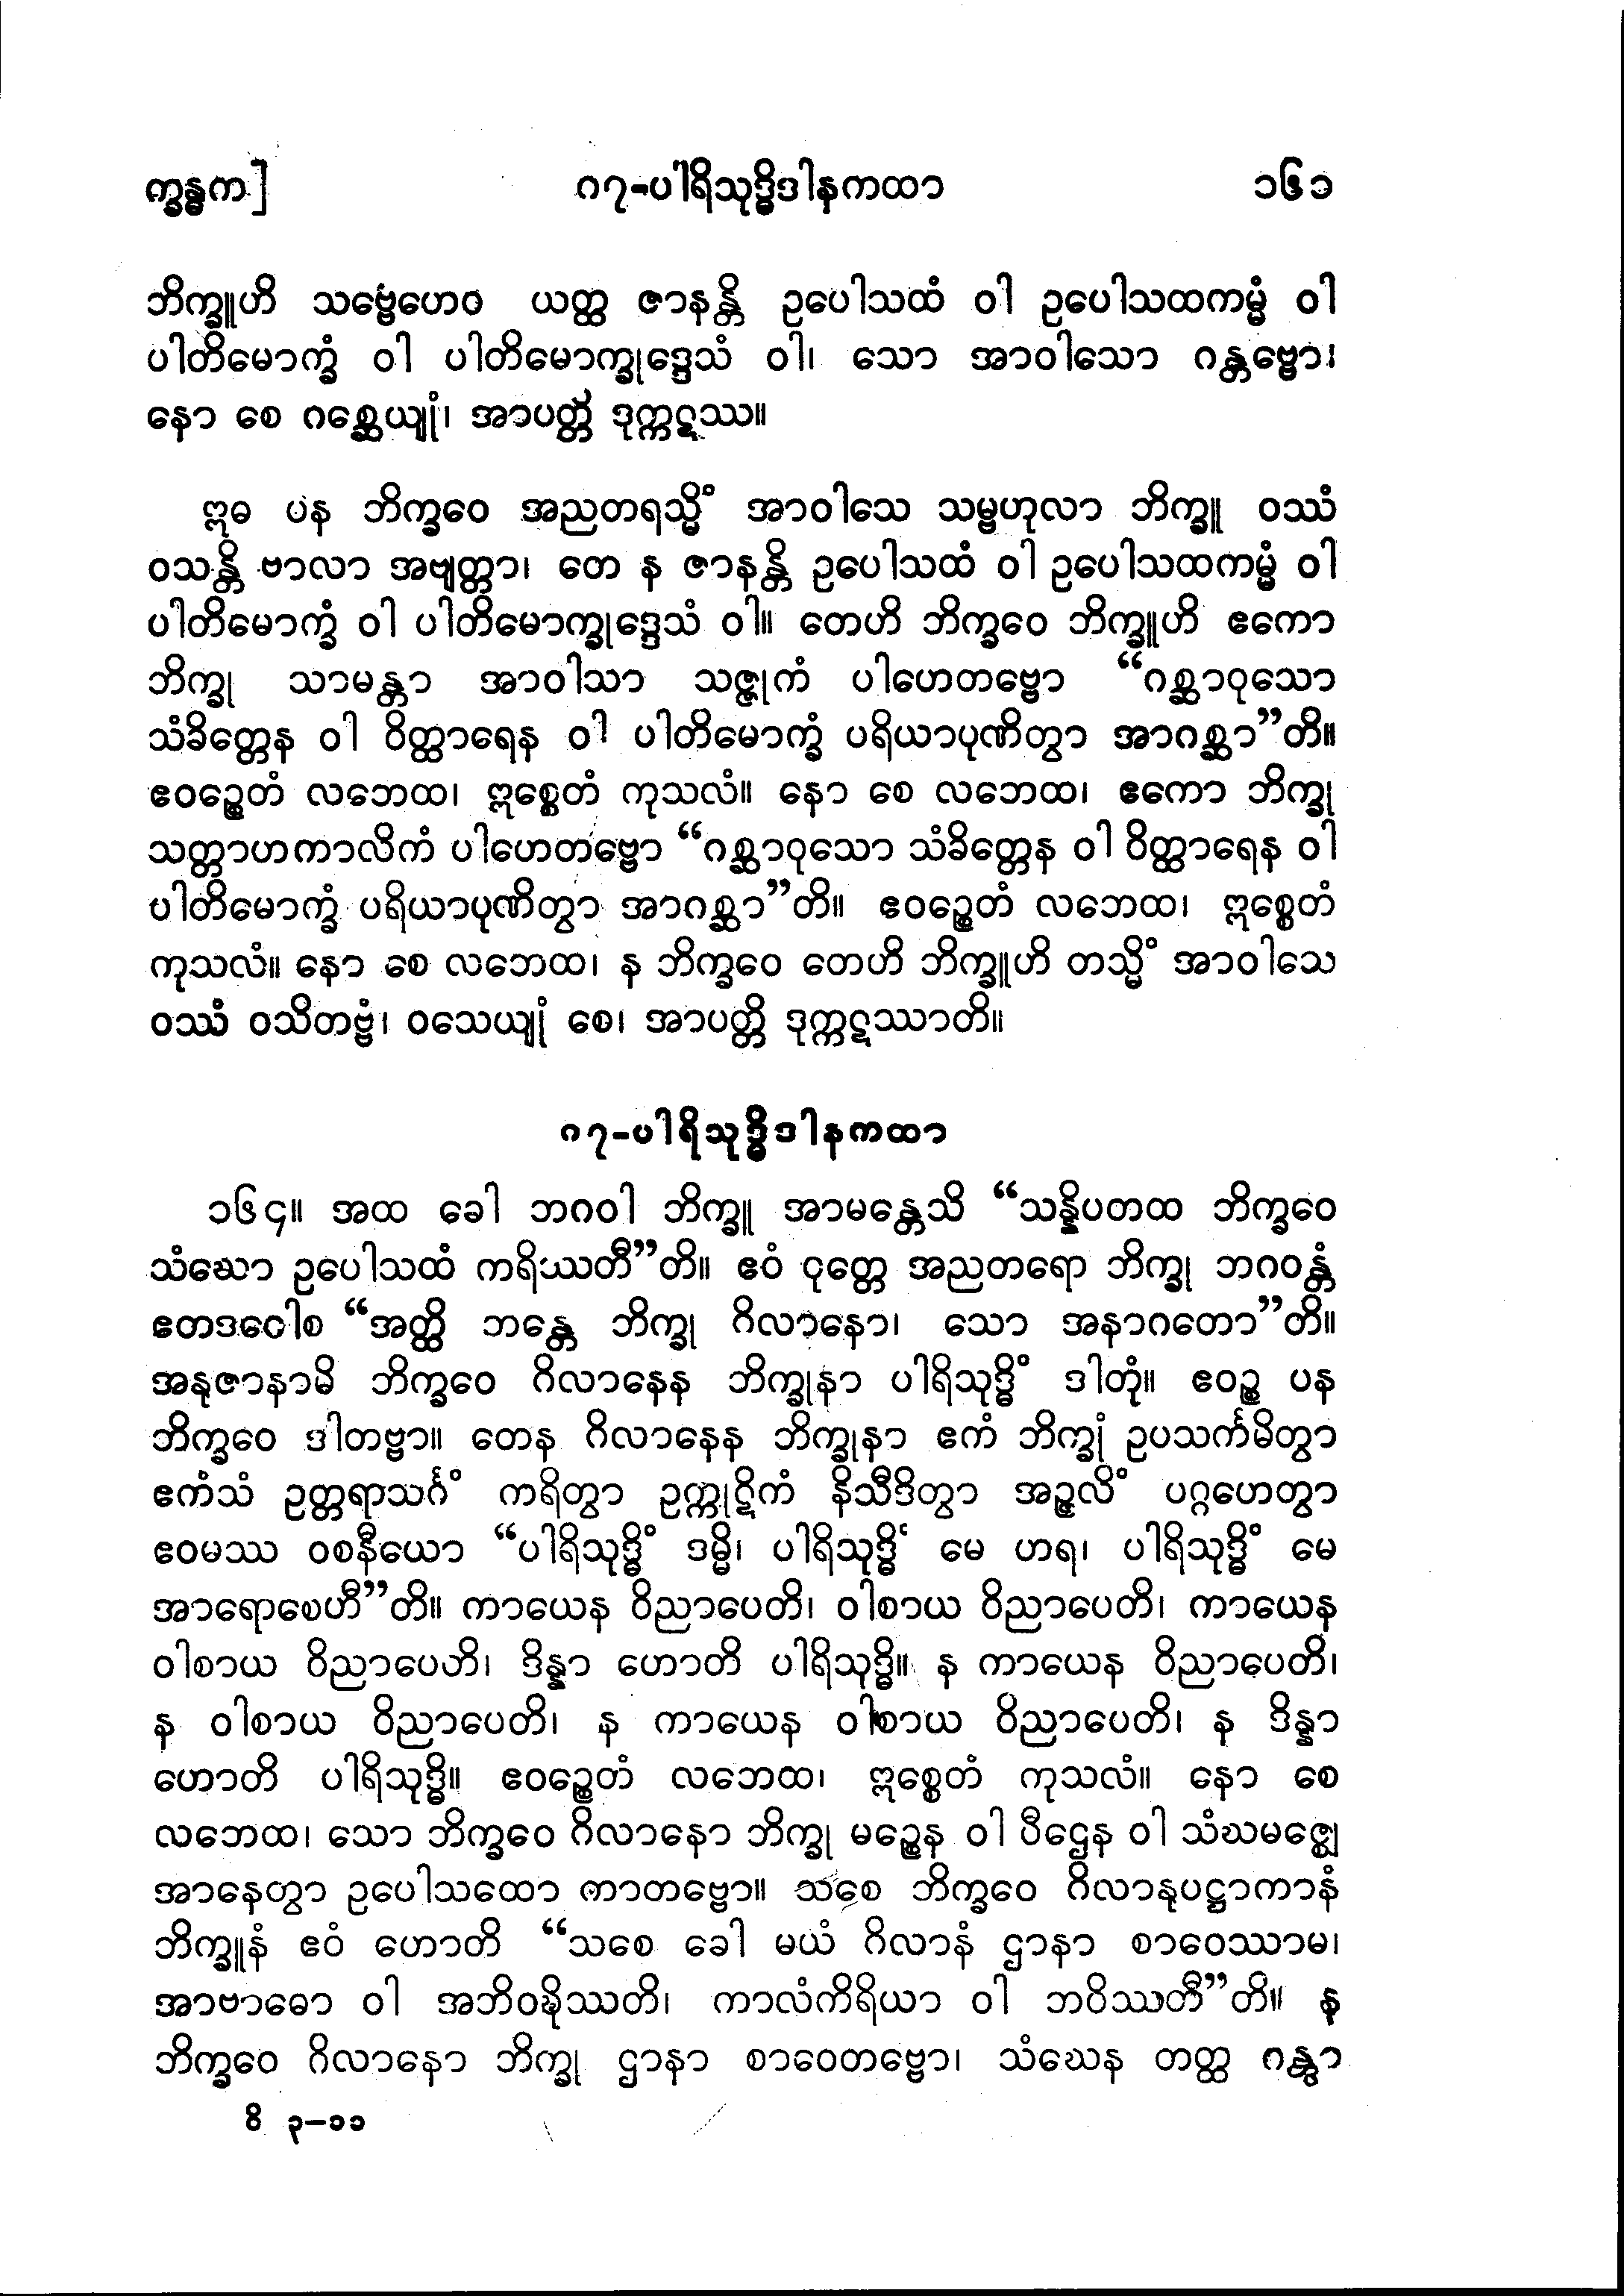 က္ခန္ဓက]
၈၇-ပါရိသုဒ္ဓိဒါနကထာ
၁၆၁
ဘိက္ခူဟိ သဗ္ဗေဟေဝ ယတ္ထ ဇာနန္တိ ဥပေါသထံ ဝါ ဥပေါသထကမ္မံ ဝါ
ပါတိမောက္ခံ ဝါ ပါတိမောက္ခုဒ္ဒေသံ ဝါ၊ သော အာဝါသော ဂန္တဗ္ဗော၊
နော စေ ဂစ္ဆေယျုံ၊ အာပတ္တိ ဒုက္ကဋဿ။
ဣဓ ပန ဘိက္ခဝေ အညတရသ္မိံ အာဝါသေ သမ္ဗဟုလာ ဘိက္ခူ ဝဿံ
ဝသန္တိ ဗာလာ အဗျတ္တာ၊ တေ န ဇာနန္တိ ဥပေါသထံ ဝါ ဥပေါသထကမ္မံ ဝါ
ပါတိမောက္ခံ ဝါ ပါတိမောက္ခုဒ္ဒေသံ ဝါ။ တေဟိ ဘိက္ခဝေ ဘိက္ခူဟိ ဧကော
ဘိက္ခု သာမန္တာ အာဝါသာ သဇ္ဇုကံ ပါဟေတဗ္ဗော “ဂစ္ဆာဝုသော
သံခိတ္တေန ဝါ ဝိတ္ထာရေန ဝါ ပါတိမောက္ခံ ပရိယာပုဏိတွာ အာဂစ္ဆာ”တိ။
ဧဝဉ္စေတံ လဘေထ၊ ဣစ္စေတံ ကုသလံ။ နော စေ လဘေထ၊ ဧကော ဘိက္ခု
သတ္တာဟကာလိကံ ပါဟေတဗ္ဗော “ဂစ္ဆာဝုသော သံခိတ္တေန ဝါ ဝိတ္ထာရေန ဝါ
ပါတိမောက္ခံ ပရိယာပုဏိတွာ အာဂစ္ဆာ”တိ။ ဧဝဉ္စေတံ လဘေထ၊ ဣစ္စေတံ
ကုသလံ။ နော စေ လဘေထ၊ န ဘိက္ခဝေ တေဟိ ဘိက္ခူဟိ တသ္မိံ အာဝါသေ
ဝဿံ ဝသိတဗ္ဗံ၊ ဝသေယျုံ စေ၊ အာပတ္တိ ဒုက္ကဋဿာတိ။
၈၇-ပါရိသုဒ္ဓိဒါနကထာ
၁၆၄။ အထ ခေါ ဘဂဝါ ဘိက္ခူ အာမန္တေသိ “သန္နိပတထ ဘိက္ခဝေ
သံဃော ဥပေါသထံ ကရိဿတီ”တိ။ ဧဝံ ဝုတ္တေ အညတရော ဘိက္ခု ဘဂဝန္တံ
ဧတဒဝေါစ “အတ္ထိ ဘန္တေ ဘိက္ခု ဂိလာနော၊ သော အနာဂတော”တိ။
အနုဇာနာမိ ဘိက္ခဝေ ဂိလာနေန ဘိက္ခုနာ ပါရိသုဒ္ဓိံ ဒါတုံ။ ဧဝဉ္စ ပန
ဘိက္ခဝေ ဒါတဗ္ဗာ။ တေန ဂိလာနေန ဘိက္ခုနာ ဧကံ ဘိက္ခုံ ဥပသင်္ကမိတွာ
ဧကံသံ ဥတ္တရာသင်္ဂံ ကရိတွာ ဥက္ကုဋိကံ နိသီဒိတွာ အဉ္ဇလိံ ပဂ္ဂဟေတွာ
ဧဝမဿ ဝစနီယော “ပါရိသုဒ္ဓိံ ဒမ္မိ၊ ပါရိသုဒ္ဓိံ မေ ဟရ၊ ပါရိသုဒ္ဓိံ မေ
အာရောစေဟီ”တိ။ ကာယေန ဝိညာပေတိ၊ ဝါစာယ ဝိညာပေတိ၊ ကာယေန
ဝါစာယ ဝိညာပေတိ၊ ဒိန္နာ ဟောတိ ပါရိသုဒ္ဓိ။ န ကာယေန ဝိညာပေတိ၊
န ဝါစာယ ဝိညာပေတိ၊ န ကာယေန ဝါစာယ ဝိညာပေတိ၊ န ဒိန္နာ
ဟောတိ ပါရိသုဒ္ဓိ။ ဧဝဉ္စေတံ လဘေထ၊ ဣစ္စေတံ ကုသလံ။ နော စေ
လဘေထ၊ သော ဘိက္ခဝေ ဂိလာနော ဘိက္ခု မဉ္စေန ဝါ ပီဌေန ဝါ သံဃမဇ္ဈေ
အာနေတွာ ဥပေါသထော ကာတဗ္ဗော။ သစေ ဘိက္ခဝေ ဂိလာနုပဋ္ဌာကာနံ
ဘိက္ခူနံ ဧဝံ ဟောတိ “သစေ ခေါ မယံ ဂိလာနံ ဌာနာ စာဝေဿာမ၊
အာဗာဓော ဝါ အဘိဝဍ္ဎိဿတိ၊ ကာလံကိရိယာ ဝါ ဘဝိဿတီ”တိ။ န
ဘိက္ခဝေ ဂိလာနော ဘိက္ခု ဌာနာ စာဝေတဗ္ဗော၊ သံဃေန တတ္ထ ဂန္တွာ
ဝိ ၃-၁၁